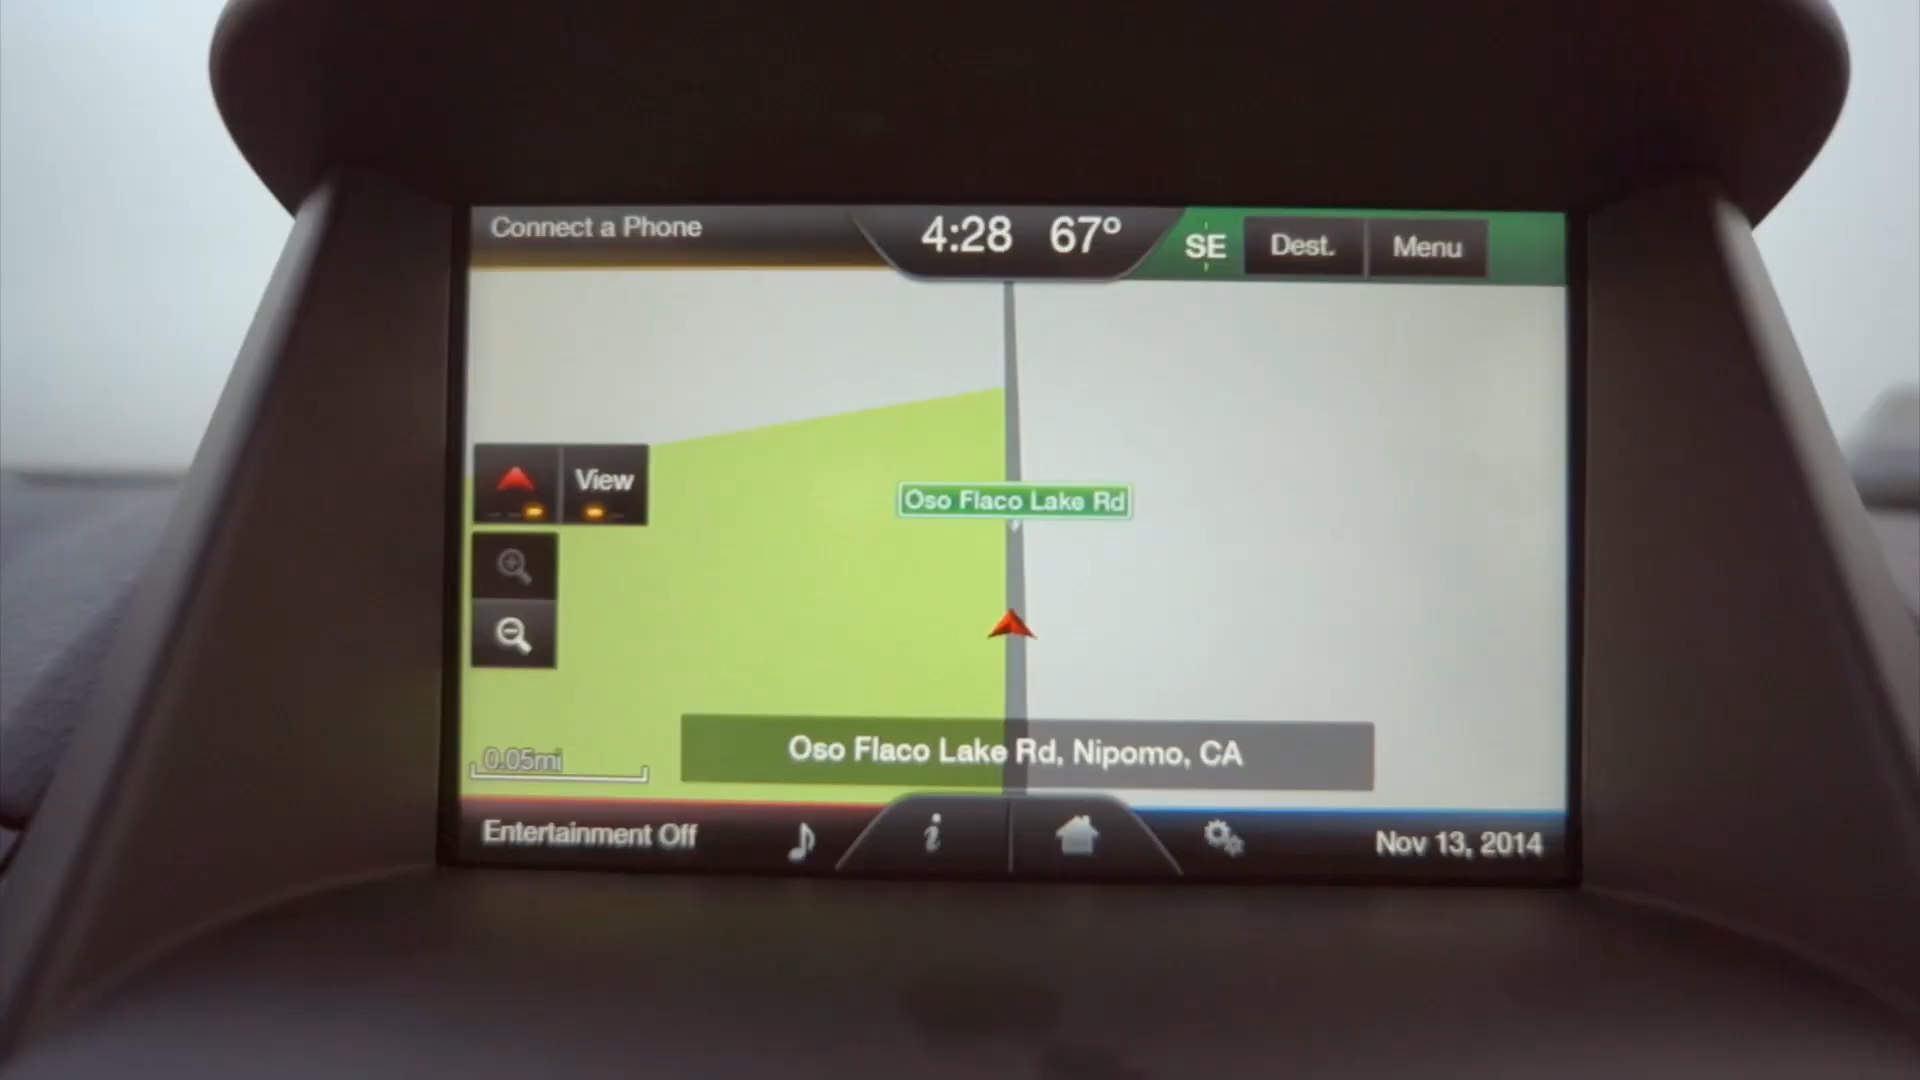 Connect a Phone
4:28 67°
SE
Dest.
Menu
View
Oso Flaco Lake Rd
0.05mi
Oso Flaco Lake Rd, Nipomo, CA
Entertainment Off
Nov 13, 2014